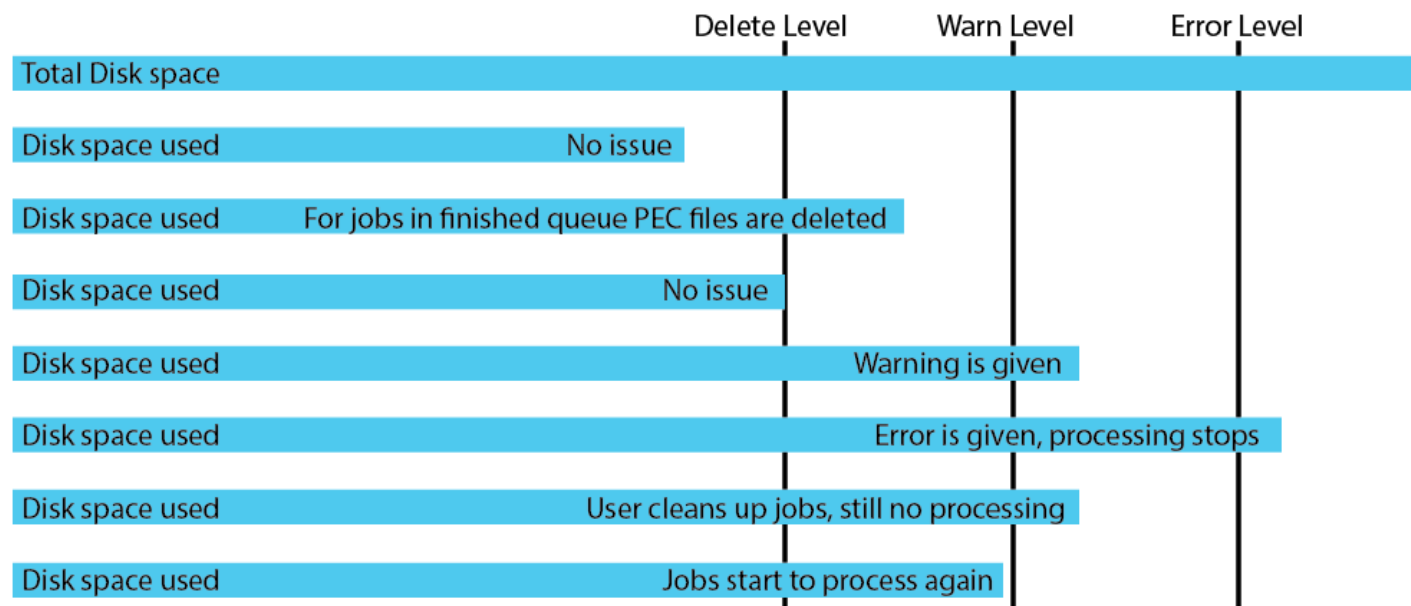 Delete Level Warn Level Error Level
Total Disk space
Disk space used No issue
Disk space used For jobs in finished queue PEC files are deleted
Disk space used No issue
Disk space used Warning is given
Disk space used Error is given, processing stops
Disk space used User cleans up jobs, still no processing
Disk space used Jobs start to process again